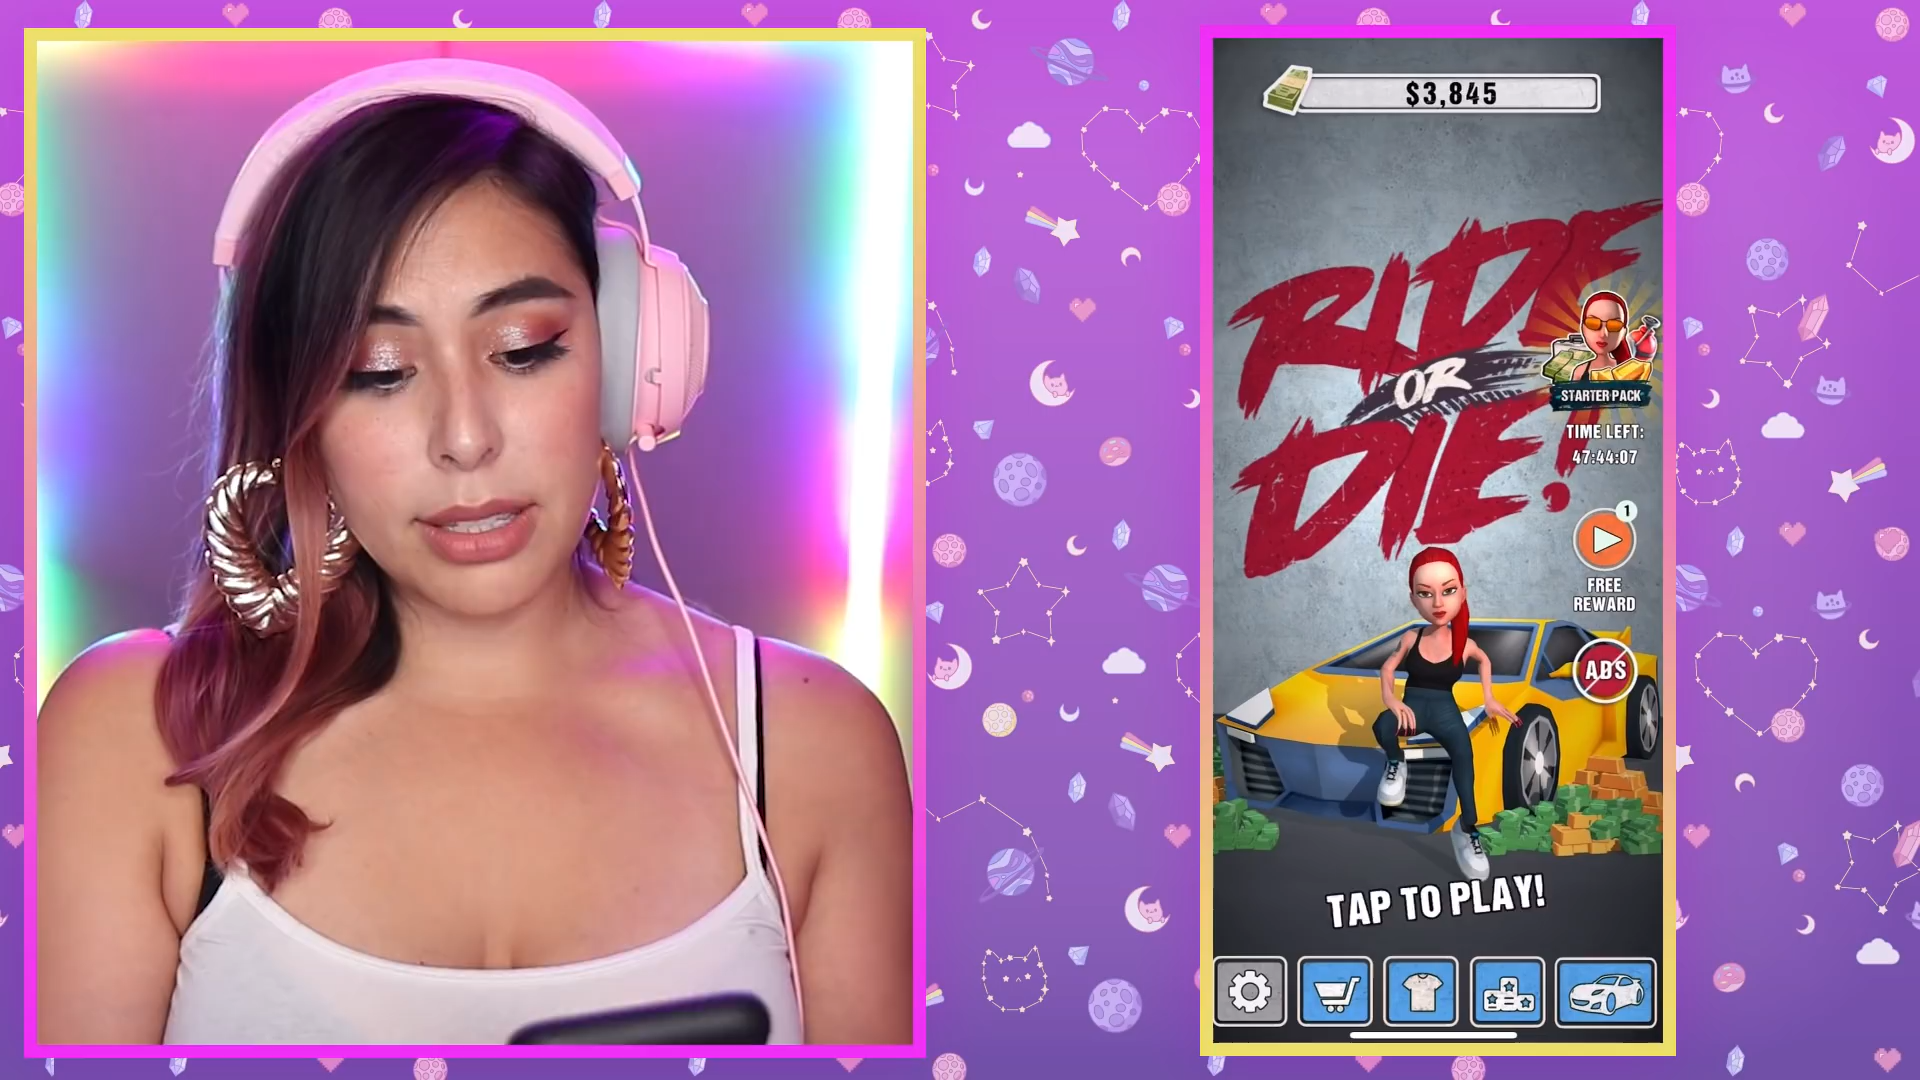 $3,845
RIDE
OR
DIE!
STARTER PACK
TIME LEFT:
47:44:07
1
FREE
REWARD
ADS
TAP TO PLAY!